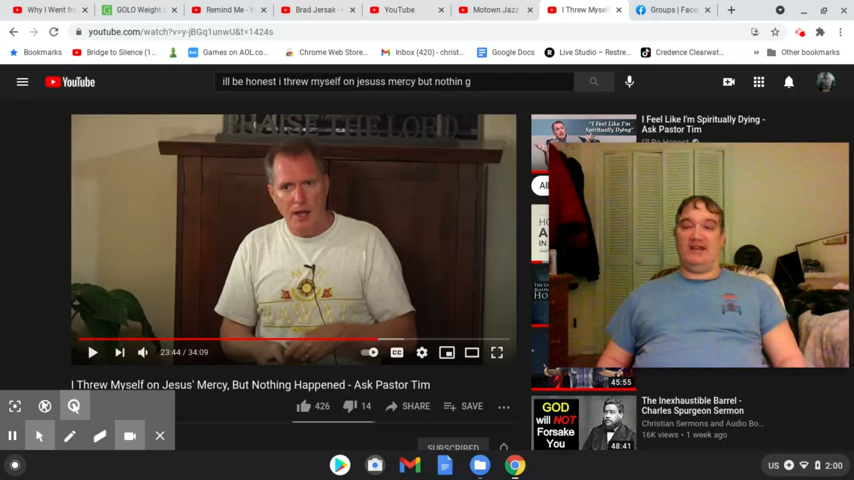 Why I Went fr
GOLO Weight L
Remind Me - Y
Brad Jersak - I
YouTube
Motown Jazz
I Threw Myself
Groups | Face
youtube.com/watch?v=y-jBGq1unwU&t=1424s
Bookmarks
Bridge to Silence (1...
Games on AOL.co...
Chrome Web Store...
Inbox (420) - christ...
Google Docs
Live Studio – Restre...
Credence Clearwat...
Other bookmarks
YouTube
ill be honest i threw myself on jesuss mercy but nothin g
PRAISE THE LORD
"I Feel Like I'm
Spiritually Dying"
I Feel Like I'm Spiritually Dying -
Ask Pastor Tim
I'll Be Honest
All
23:44 / 34:09
CC
45:55
I Threw Myself on Jesus' Mercy, But Nothing Happened - Ask Pastor Tim
426
14
SHARE
SAVE
SUBSCRIBED
GOD
will NOT
Forsake
You
48:41
The Inexhaustible Barrel -
Charles Spurgeon Sermon
Christian Sermons and Audio Bo...
16K views • 1 week ago
US
2:00